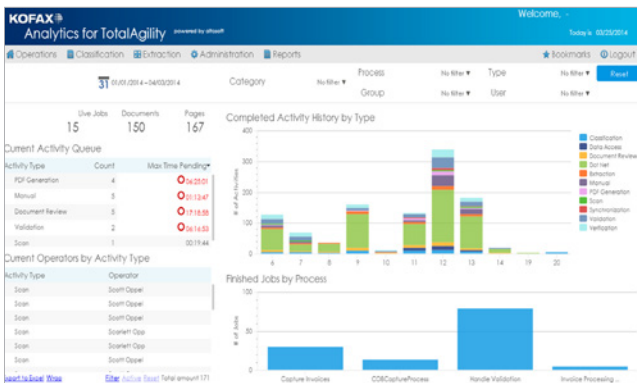 KOFAX
Analytics for TotalAgility powered by altosoft
Welcome, -
Today is 03/25/2014
Operations Classification Extraction Administration Reports
Bookmarks Logout
31 01/01/2014-04/03/2014
Category No filter
Process No filter
Type No filter
Reset
Group No filter
User No filter
Live Jobs Documents Pages
15 150 167
Current Activity Queue
Activity Type Count Max Time Pending
PDF Generation 4 06:25:01
Manual 5 01:13:47
Document Review 5 17:18:55
Validation 2 06:16:53
Scan 1 00:19:44
Current Operators by Activity Type
Activity Type Operator
Scan Scott Oppel
Scan Scott Oppel
Scan Scarlett Opp
Scan Scott Oppel
Scan Scott Oppel
Export to Excel Wrap Filter Active Reset Total amount 171
Completed Activity History by Type
# of Activities
400
300
200
100
0
6 7 8 9 10 11 12 13 14 19 20
Classification
Data Access
Document Review
Dot Net
Extraction
Manual
PDF Generation
Scan
Synchronization
Validation
Verification
Finished Jobs by Process
# of Jobs
100
50
0
Capture Invoices COBCaptureProcess Handle Validation Invoice Processing ...